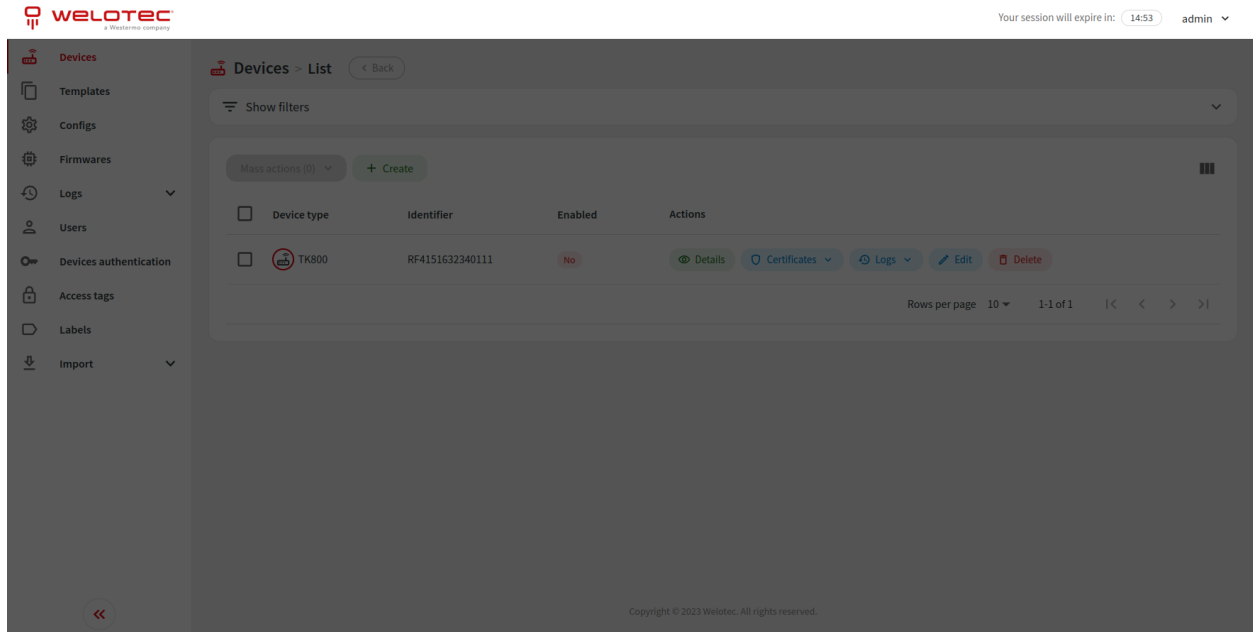 WELOTEC
a Westermo company
Your session will expire in: 14:53 admin
Devices
Templates
Configs
Firmwares
Logs
Users
Devices authentication
Access tags
Labels
Import
Devices > List < Back
Show filters
Mass actions (0) + Create
Device type Identifier Enabled Actions
TK800 RF4151632340111 No Details Certificates Logs Edit Delete
Rows per page 10 1-1 of 1
Copyright © 2023 Welotec. All rights reserved.